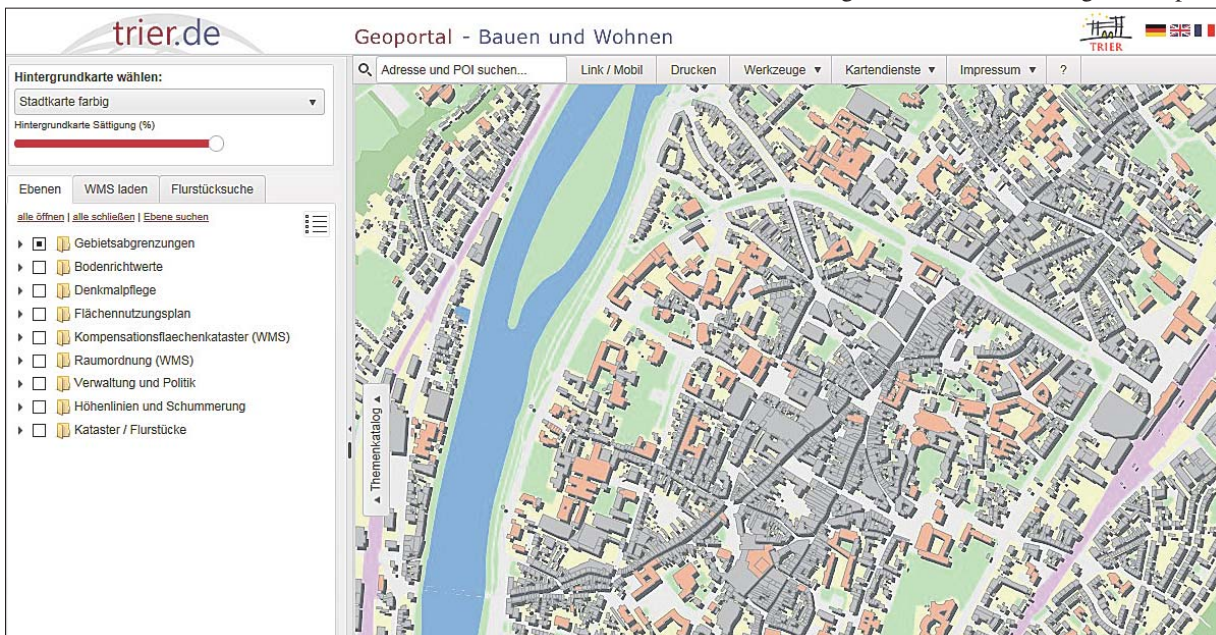 trier.de
Geoportal - Bauen und Wohnen
TRIER
Hintergrundkarte wählen:
Stadtkarte farbig
Hintergrundkarte Sättigung (%)
Adresse und POI suchen...
Link / Mobil
Drucken
Werkzeuge
Kartendienste
Impressum
?
Ebenen
WMS laden
Flurstücksuche
alle öffnen | alle schließen | Ebene suchen
Gebietsabgrenzungen
Bodenrichtwerte
Denkmalpflege
Flächennutzungsplan
Kompensationsflaechenkataster (WMS)
Raumordnung (WMS)
Verwaltung und Politik
Höhenlinien und Schummerung
Kataster / Flurstücke
Themenkatalog